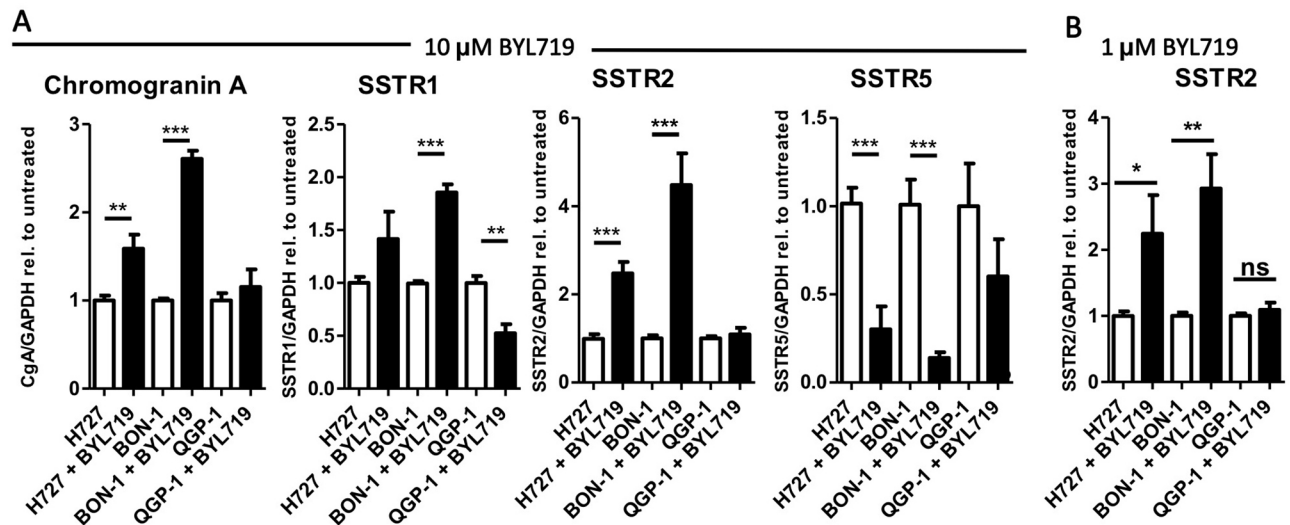 A
B
10 μM BYL719
1 μM BYL719
Chromogranin A
CgA/GAPDH rel. to untreated
3
2
1
0
**
***
H727
H727 + BYL719
BON-1
BON-1 + BYL719
QGP-1
QGP-1 + BYL719
SSTR1
SSTR1/GAPDH rel. to untreated
2.5
2.0
1.5
1.0
0.5
0.0
***
**
H727
H727 + BYL719
BON-1
BON-1 + BYL719
QGP-1
QGP-1 + BYL719
SSTR2
SSTR2/GAPDH rel. to untreated
6
4
2
0
***
***
H727
H727 + BYL719
BON-1
BON-1 + BYL719
QGP-1
QGP-1 + BYL719
SSTR5
SSTR5/GAPDH rel. to untreated
1.5
1.0
0.5
0.0
***
***
H727
H727 + BYL719
BON-1
BON-1 + BYL719
QGP-1
QGP-1 + BYL719
SSTR2
SSTR2/GAPDH rel. to untreated
4
3
2
1
0
*
**
ns
H727
H727 + BYL719
BON-1
BON-1 + BYL719
QGP-1
QGP-1 + BYL719